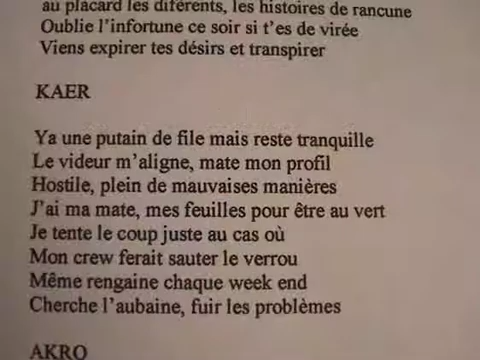 au placard les diférents, les histoires de rancune
Oublie l'infortune ce soir si t'es de virée
Viens expirer tes désirs et transpirer
KAER
Ya une putain de file mais reste tranquille
Le videur m'aligne, mate mon profil
Hostile, plein de mauvaises manières
J'ai ma mate, mes feuilles pour être au vert
Je tente le coup juste au cas où
Mon crew ferait sauter le verrou
Même rengaine chaque week end
Cherche l'aubaine, fuir les problèmes
AKRO